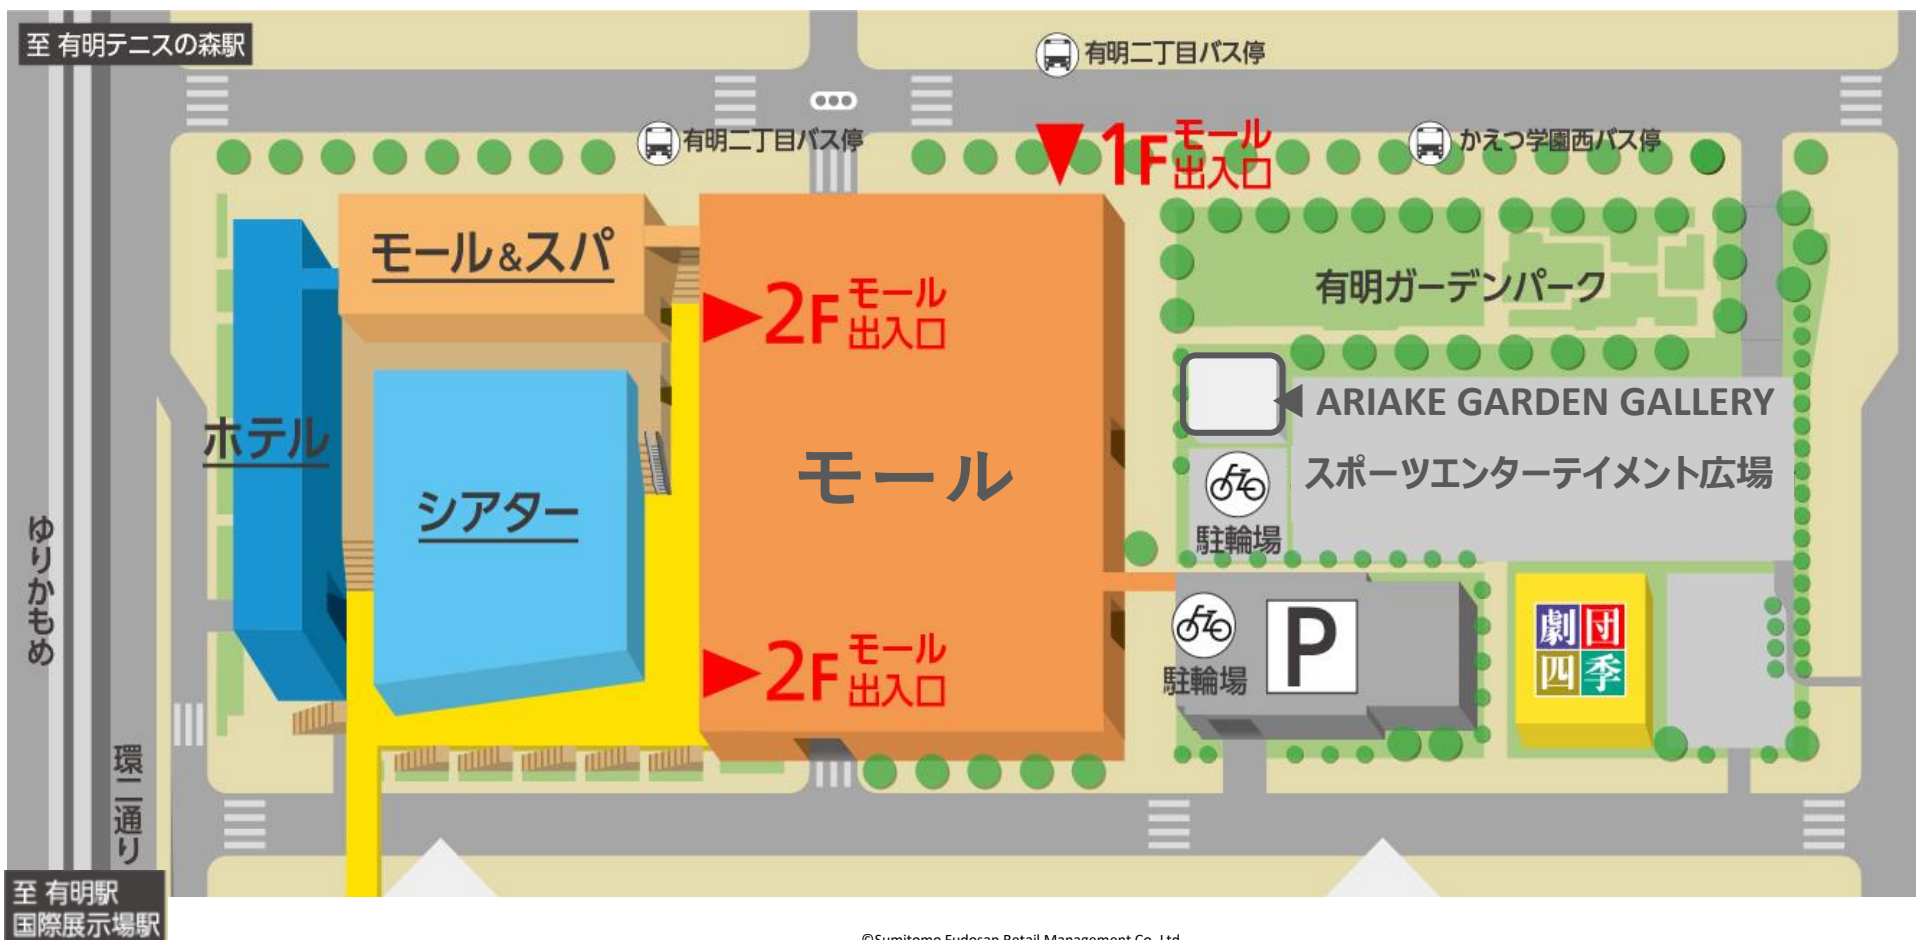 至 有明テニスの森駅
有明二丁目バス停
有明二丁目バス停
1F モール
出入口
かえつ学園西バス停
モール&スパ
2F モール
出入口
有明ガーデンパーク
ARIAKE GARDEN GALLERY
ホテル
シアター
モール
スポーツエンターテイメント広場
駐輪場
ゆりかもめ
2F モール
出入口
駐輪場
P
劇団
四季
環二通り
至 有明駅
国際展示場駅
©Sumitomo Fudosan Retail Management Co.,Ltd.